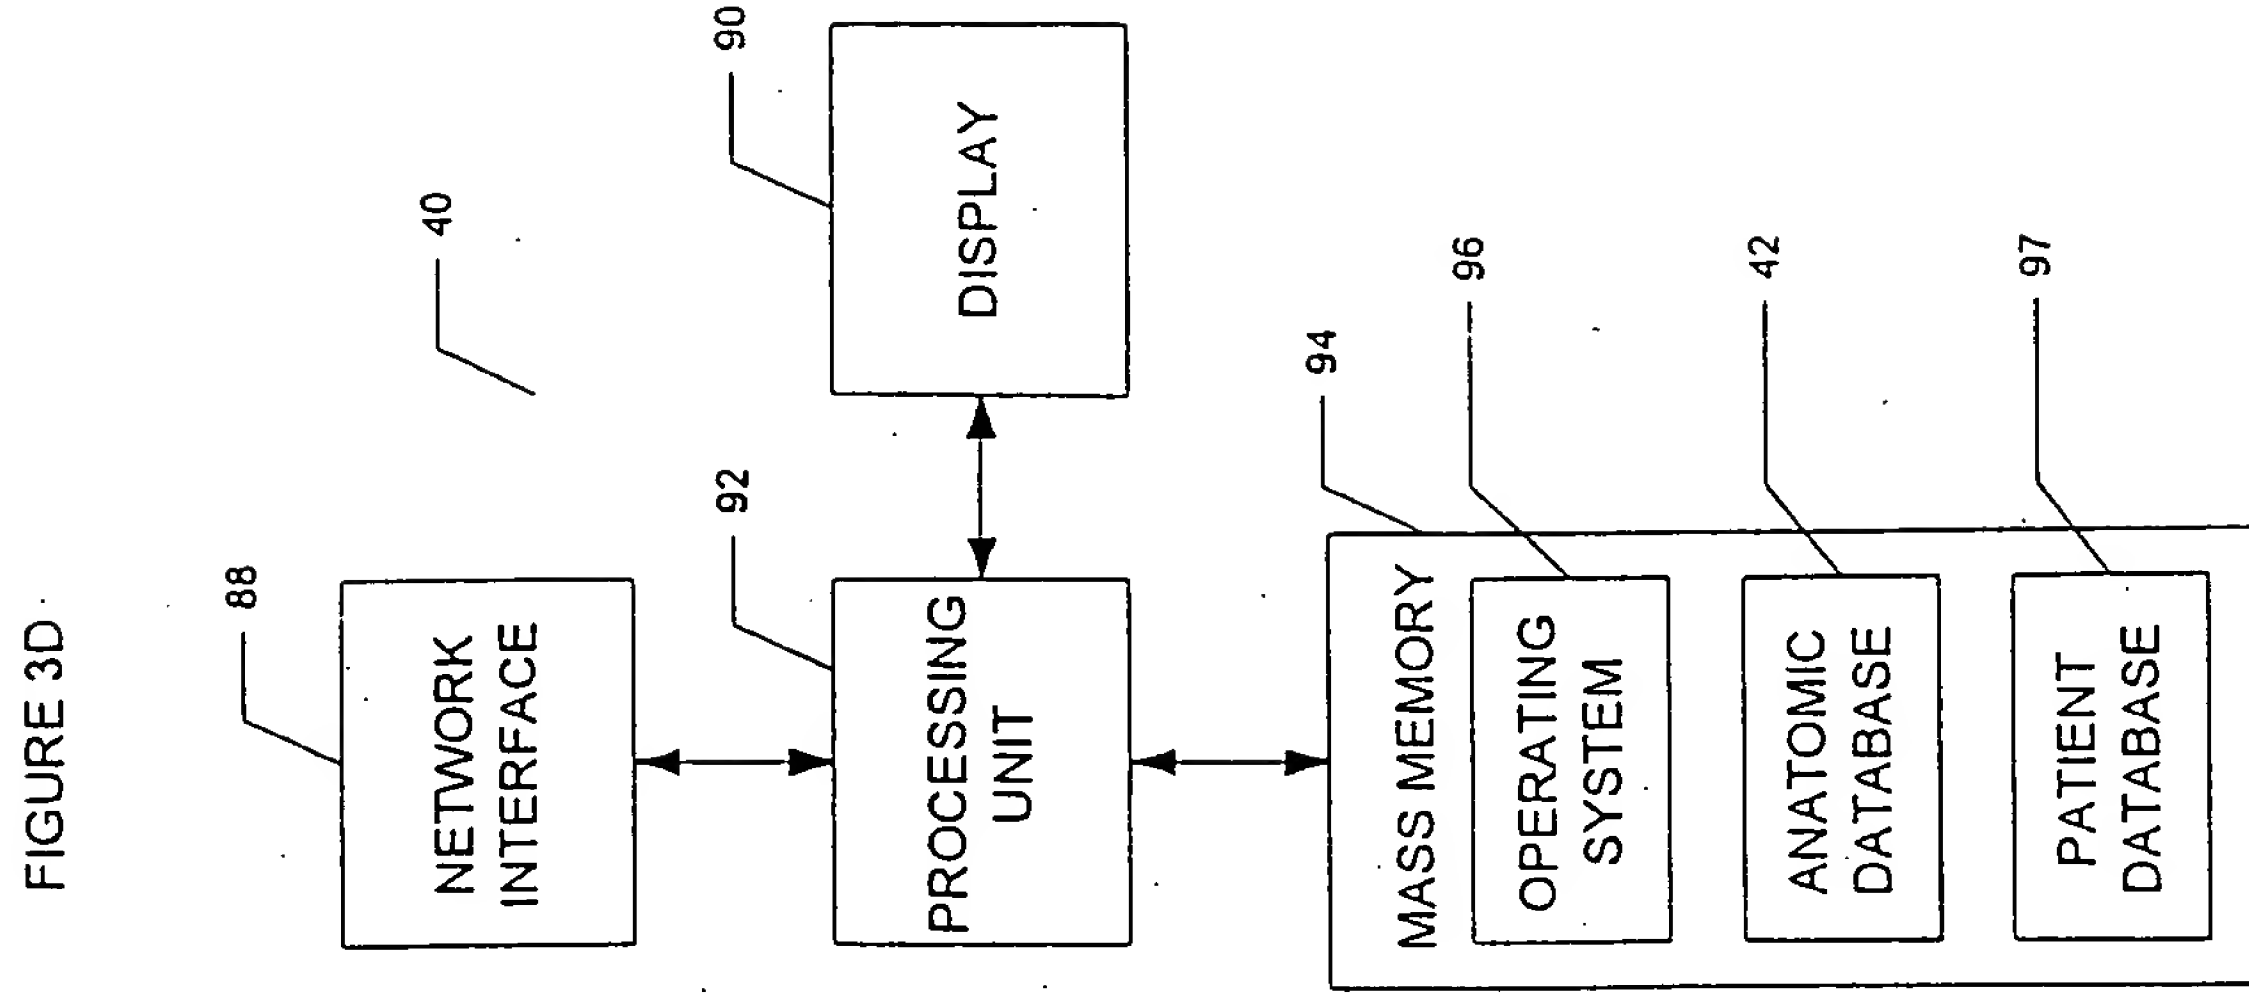 FIGURE 3D
88
NETWORK
INTERFACE
40
92
PROCESSING
UNIT
90
DISPLAY
94
MASS MEMORY
96
OPERATING
SYSTEM
42
ANATOMIC
DATABASE
97
PATIENT
DATABASE